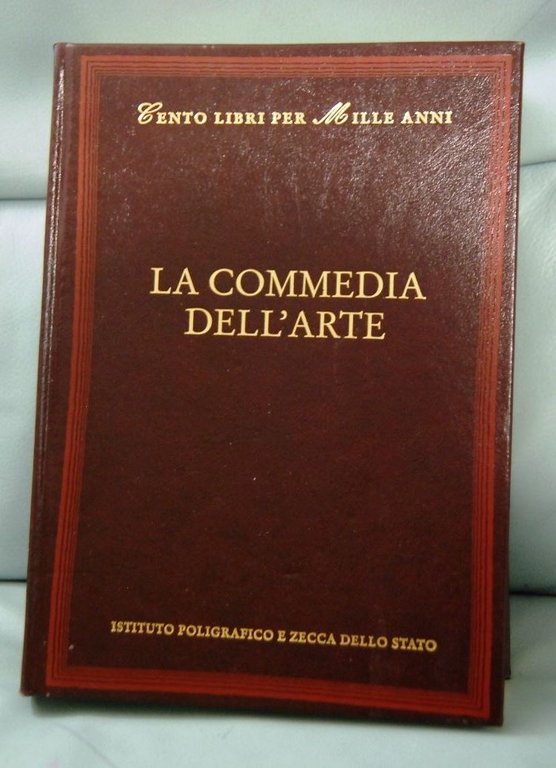 CENTO LIBRI PER MILLE ANNI
LA COMMEDIA
DELL'ARTE
ISTITUTO POLIGRAFICO E ZECCA DELLO STATO